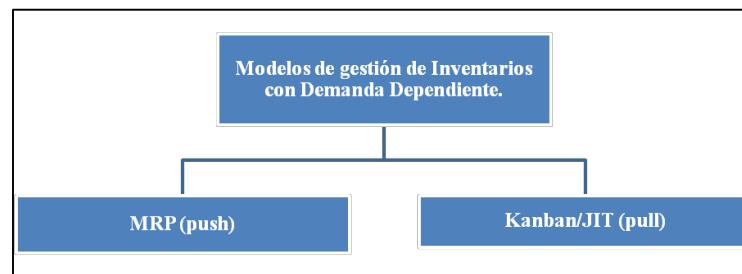 Modelos de gestión de Inventarios
con Demanda Dependiente.
MRP (push)
Kanban/JIT (pull)